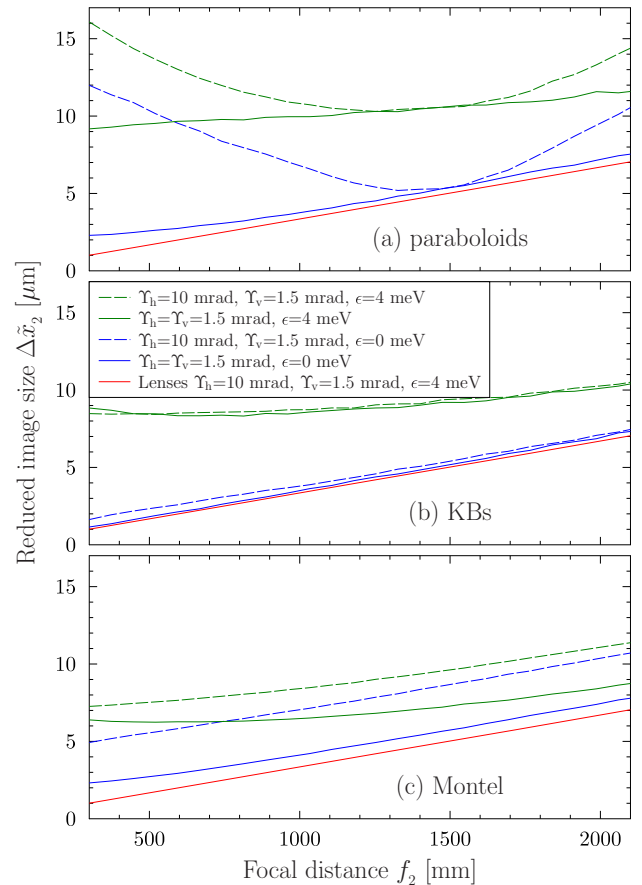 Reduced image size Δx̃₂ [μm]
15
10
5
0
(a) paraboloids
15
10
5
0
ϒₕ=10 mrad, ϒᵥ=1.5 mrad, ϵ=4 meV
ϒₕ=ϒᵥ=1.5 mrad, ϵ=4 meV
ϒₕ=10 mrad, ϒᵥ=1.5 mrad, ϵ=0 meV
ϒₕ=ϒᵥ=1.5 mrad, ϵ=0 meV
Lenses ϒₕ=10 mrad, ϒᵥ=1.5 mrad, ϵ=4 meV
(b) KBs
15
10
5
0
(c) Montel
500 1000 1500 2000
Focal distance f₂ [mm]